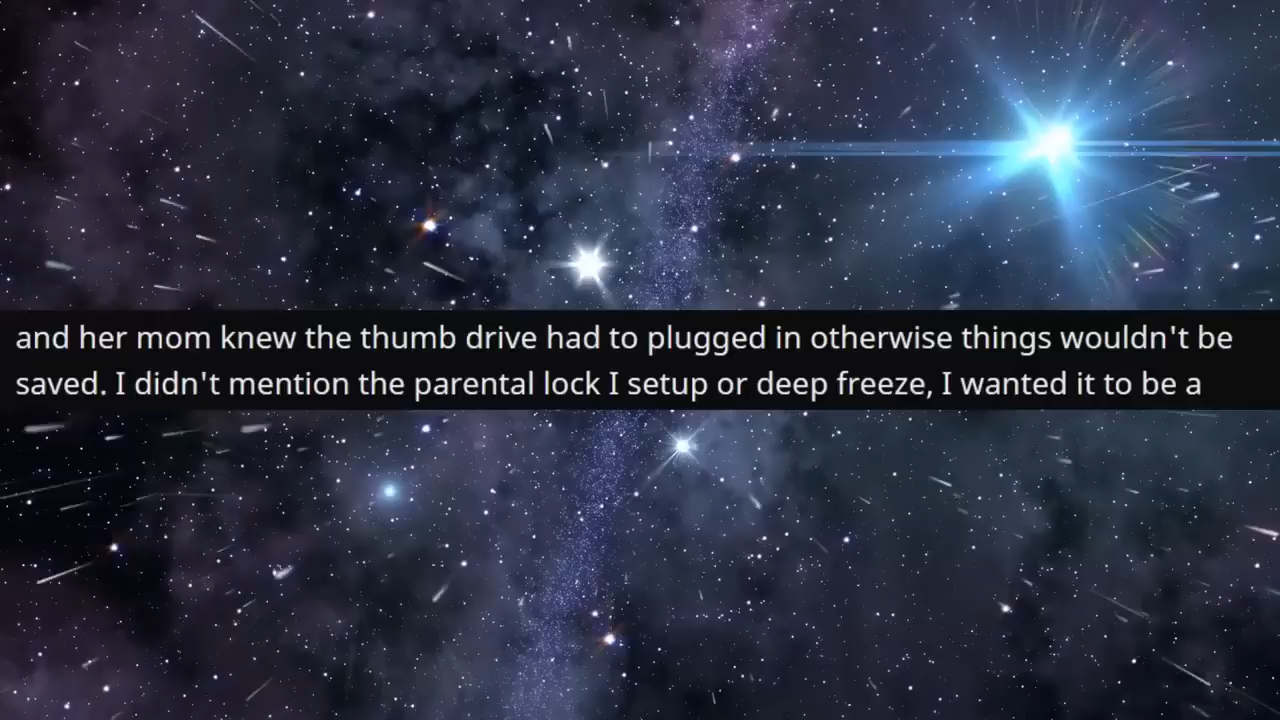 and her mom knew the thumb drive had to plugged in otherwise things wouldn't be
saved. I didn't mention the parental lock I setup or deep freeze, I wanted it to be a